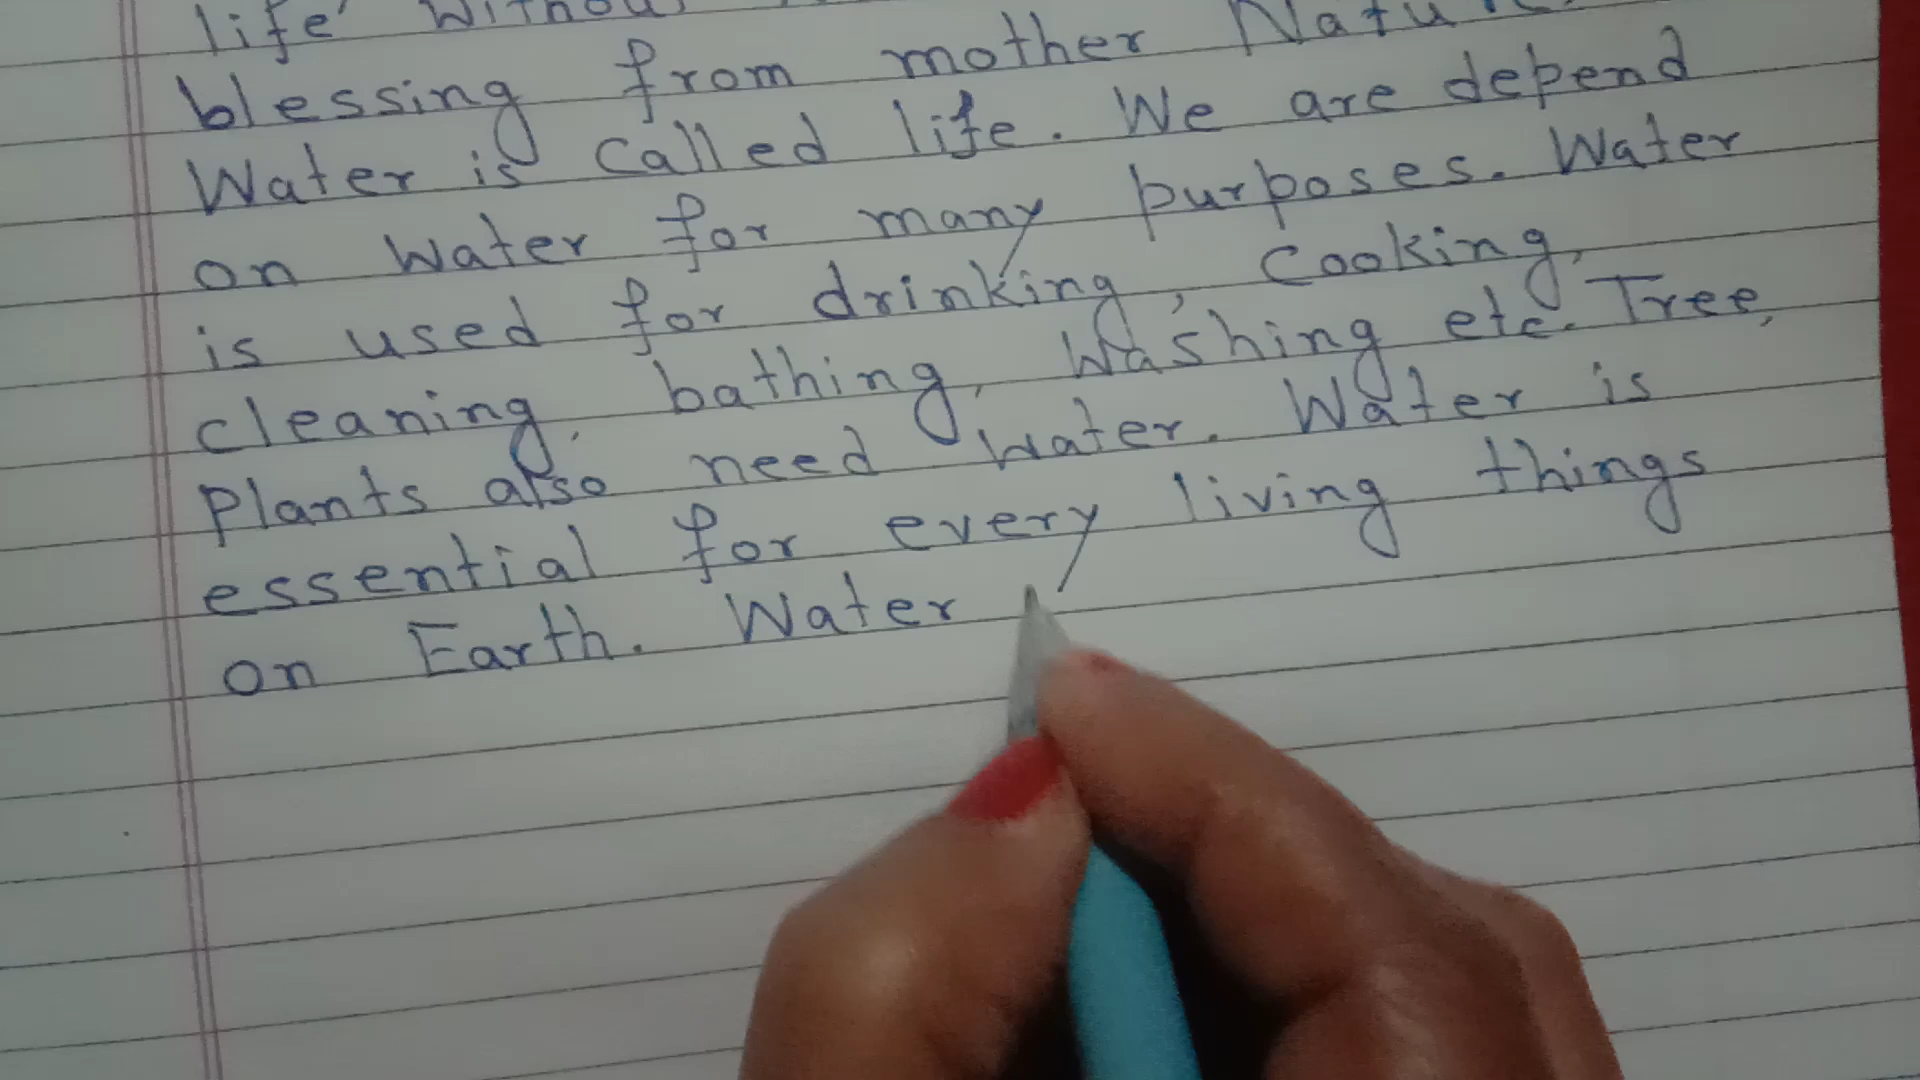 life
blessing from mother
Water is called life. We are depend
on water for many purposes. Water
is used for drinking, cooking,
cleaning, bathing, washing etc. Tree,
plants also need water. Water is
essential for every living things
on Earth. Water